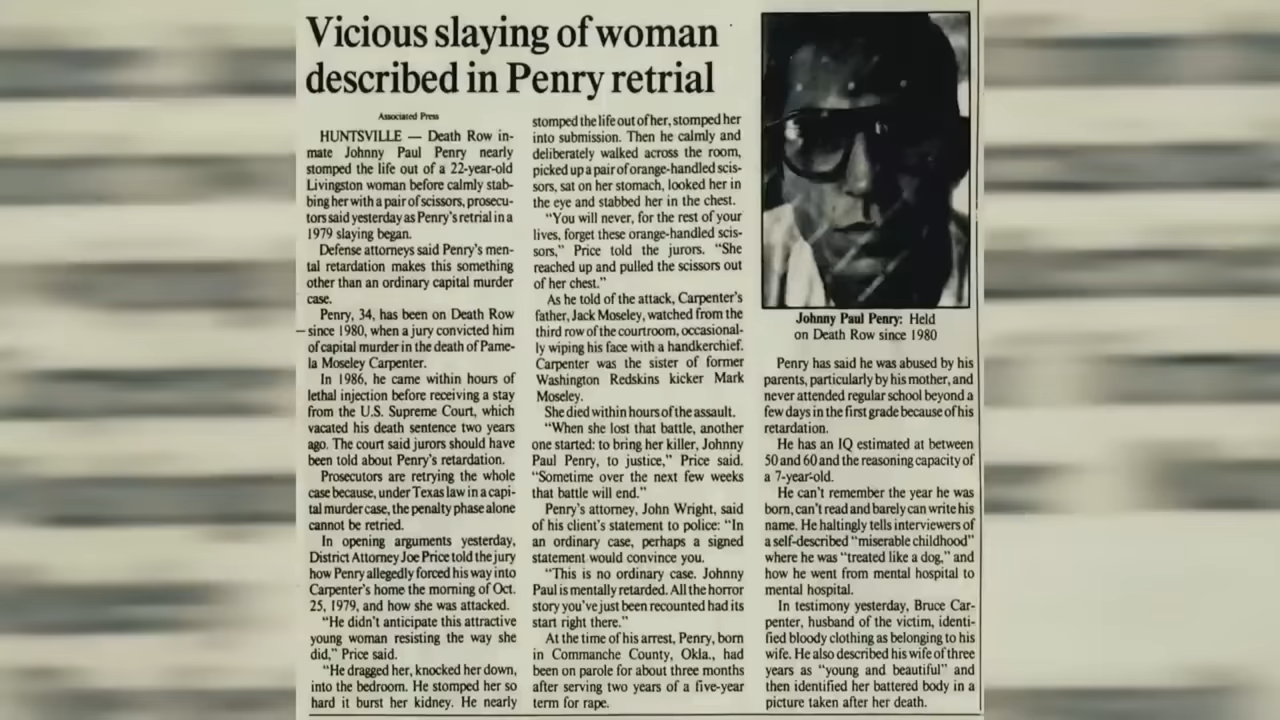 Vicious slaying of woman
described in Penry retrial
Associated Press
HUNTSVILLE — Death Row in-
mate Johnny Paul Penry nearly
stomped the life out of a 22-year-old
Livingston woman before calmly stab-
bing her with a pair of scissors, prosecu-
tors said yesterday as Penry's retrial in a
1979 slaying began.
Defense attorneys said Penry's men-
tal retardation makes this something
other than an ordinary capital murder
case.
Penry, 34, has been on Death Row
since 1980, when a jury convicted him
of capital murder in the death of Pame-
la Moseley Carpenter.
In 1986, he came within hours of
lethal injection before receiving a stay
from the U.S. Supreme Court, which
vacated his death sentence two years
ago. The court said jurors should have
been told about Penry's retardation.
Prosecutors are retrying the whole
case because, under Texas law in a capi-
tal murder case, the penalty phase alone
cannot be retried.
In opening arguments yesterday,
District Attorney Joe Price told the jury
how Penry allegedly forced his way into
Carpenter's home the morning of Oct.
25, 1979, and how she was attacked.
"He didn't anticipate this attractive
young woman resisting the way she
did," Price said.
"He dragged her, knocked her down,
into the bedroom. He stomped her so
hard it burst her kidney. He nearly
stomped the life out of her, stomped her
into submission. Then he calmly and
deliberately walked across the room,
picked up a pair of orange-handled scis-
sors, sat on her stomach, looked her in
the eye and stabbed her in the chest.
"You will never, for the rest of your
lives, forget these orange-handled scis-
sors," Price told the jurors. "She
reached up and pulled the scissors out
of her chest."
As he told of the attack, Carpenter's
father, Jack Moseley, watched from the
third row of the courtroom, occasional-
ly wiping his face with a handkerchief.
Carpenter was the sister of former
Washington Redskins kicker Mark
Moseley.
She died within hours of the assault.
"When she lost that battle, another
one started: to bring her killer, Johnny
Paul Penry, to justice," Price said.
"Sometime over the next few weeks
that battle will end."
Penry's attorney, John Wright, said
of his client's statement to police: "In
an ordinary case, perhaps a signed
statement would convince you.
"This is no ordinary case. Johnny
Paul is mentally retarded. All the horror
story you've just been recounted had its
start right there."
At the time of his arrest, Penry, born
in Commanche County, Okla., had
been on parole for about three months
after serving two years of a five-year
term for rape.
Johnny Paul Penry: Held
on Death Row since 1980
Penry has said he was abused by his
parents, particularly by his mother, and
never attended regular school beyond a
few days in the first grade because of his
retardation.
He has an IQ estimated at between
50 and 60 and the reasoning capacity of
a 7-year-old.
He can't remember the year he was
born, can't read and barely can write his
name. He haltingly tells interviewers of
a self-described "miserable childhood"
where he was "treated like a dog," and
how he went from mental hospital to
mental hospital.
In testimony yesterday, Bruce Car-
penter, husband of the victim, identi-
fied bloody clothing as belonging to his
wife. He also described his wife of three
years as "young and beautiful" and
then identified her battered body in a
picture taken after her death.